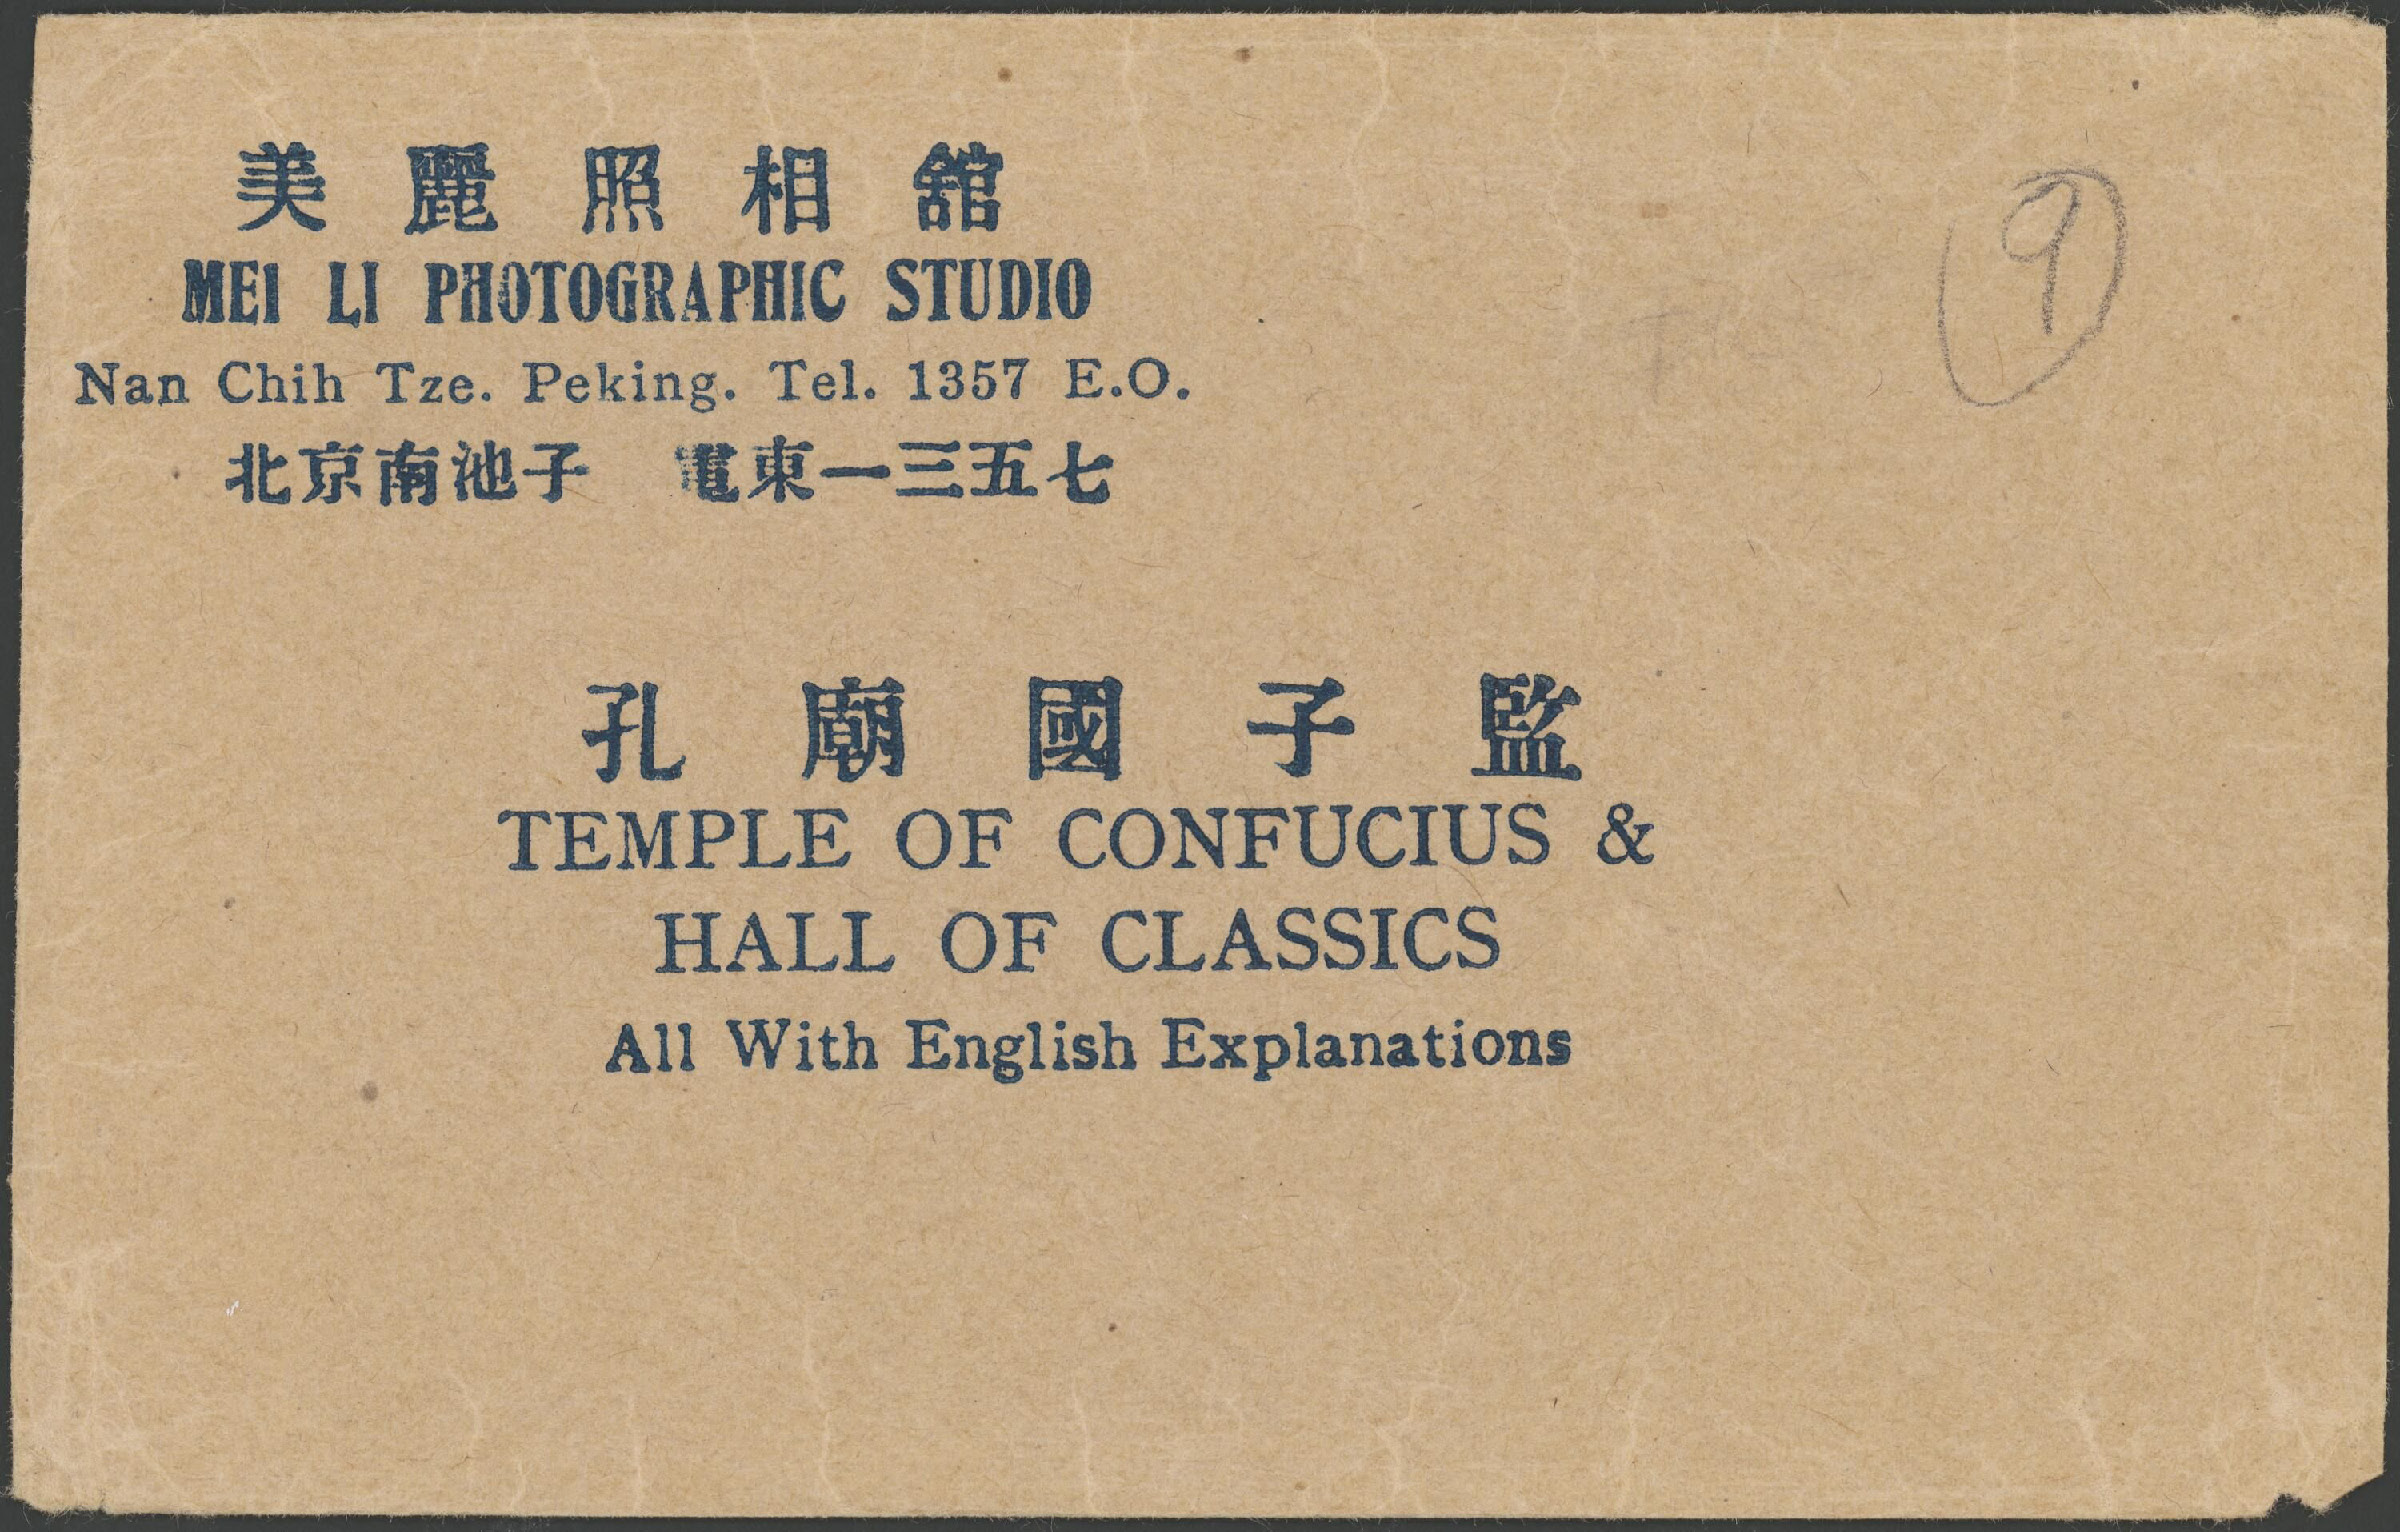 美麗照相舘
MEI LI PHOTOGRAPHIC STUDIO
Nan Chih Tze. Peking. Tel. 1357 E.O.
北京南池子 電東一三五七
9
孔廟國子監
TEMPLE OF CONFUCIUS &
HALL OF CLASSICS
All With English Explanations